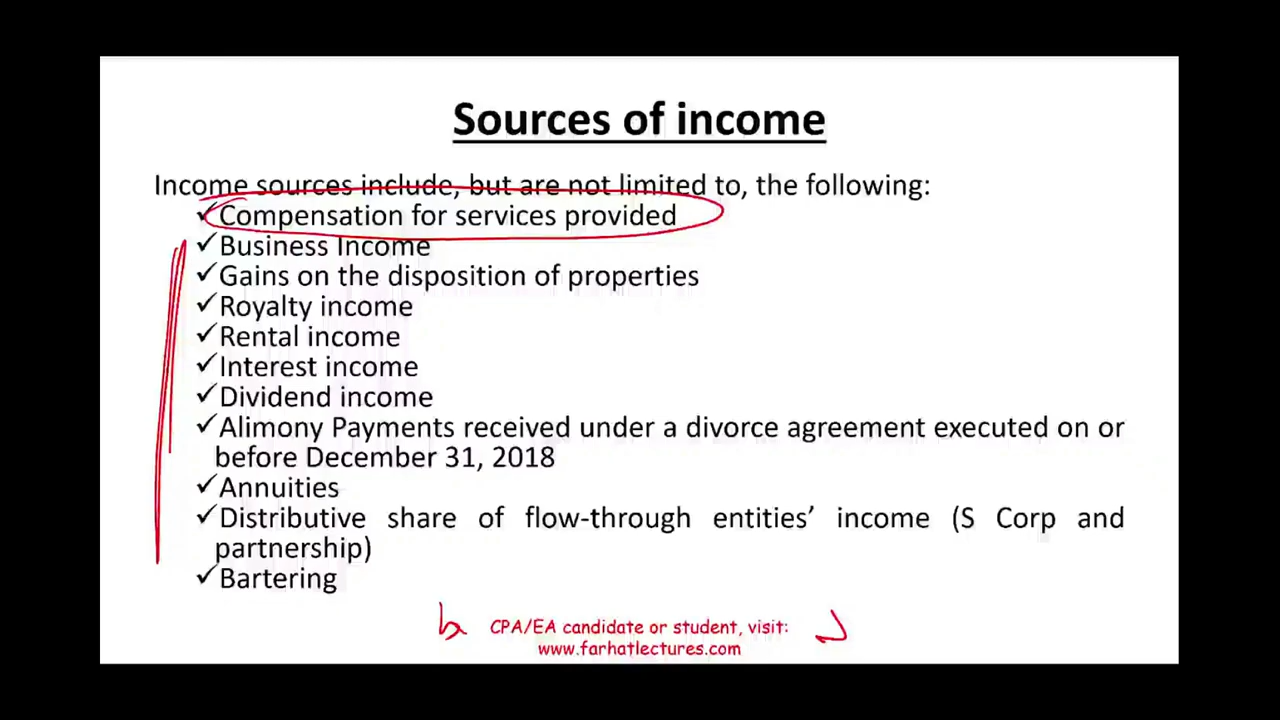 Sources of income
Income sources include, but are not limited to, the following:
✓Compensation for services provided
✓Business Income
✓Gains on the disposition of properties
✓Royalty income
✓Rental income
✓Interest income
✓Dividend income
✓Alimony Payments received under a divorce agreement executed on or
before December 31, 2018
✓Annuities
✓Distributive share of flow-through entities’ income (S Corp and
partnership)
✓Bartering
CPA/EA candidate or student, visit:
www.farhatlectures.com